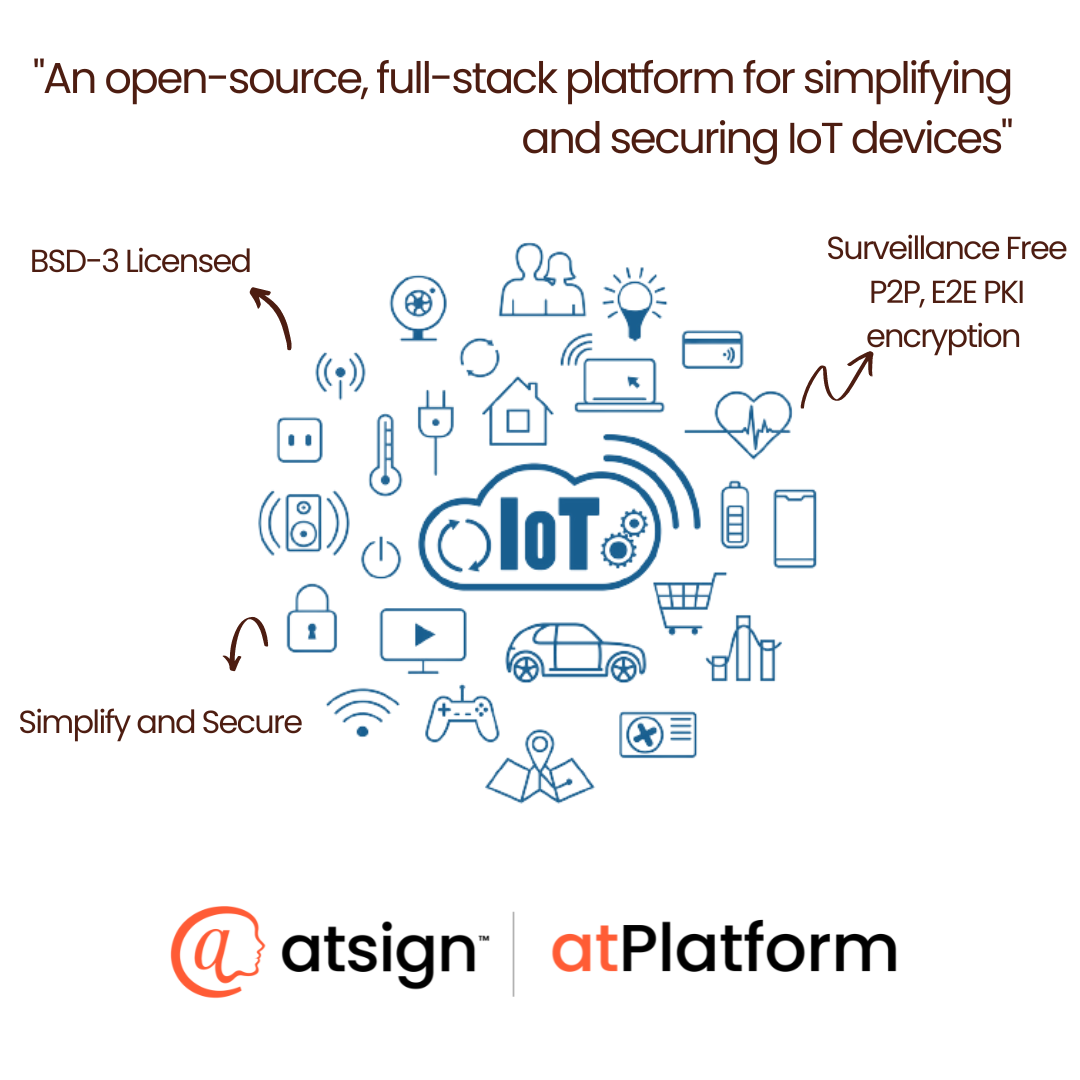 "An open-source, full-stack platform for simplifying
and securing IoT devices"
BSD-3 Licensed
Surveillance Free
P2P, E2E PKI
encryption
IoT
Simplify and Secure
@ atsign™ | atPlatform